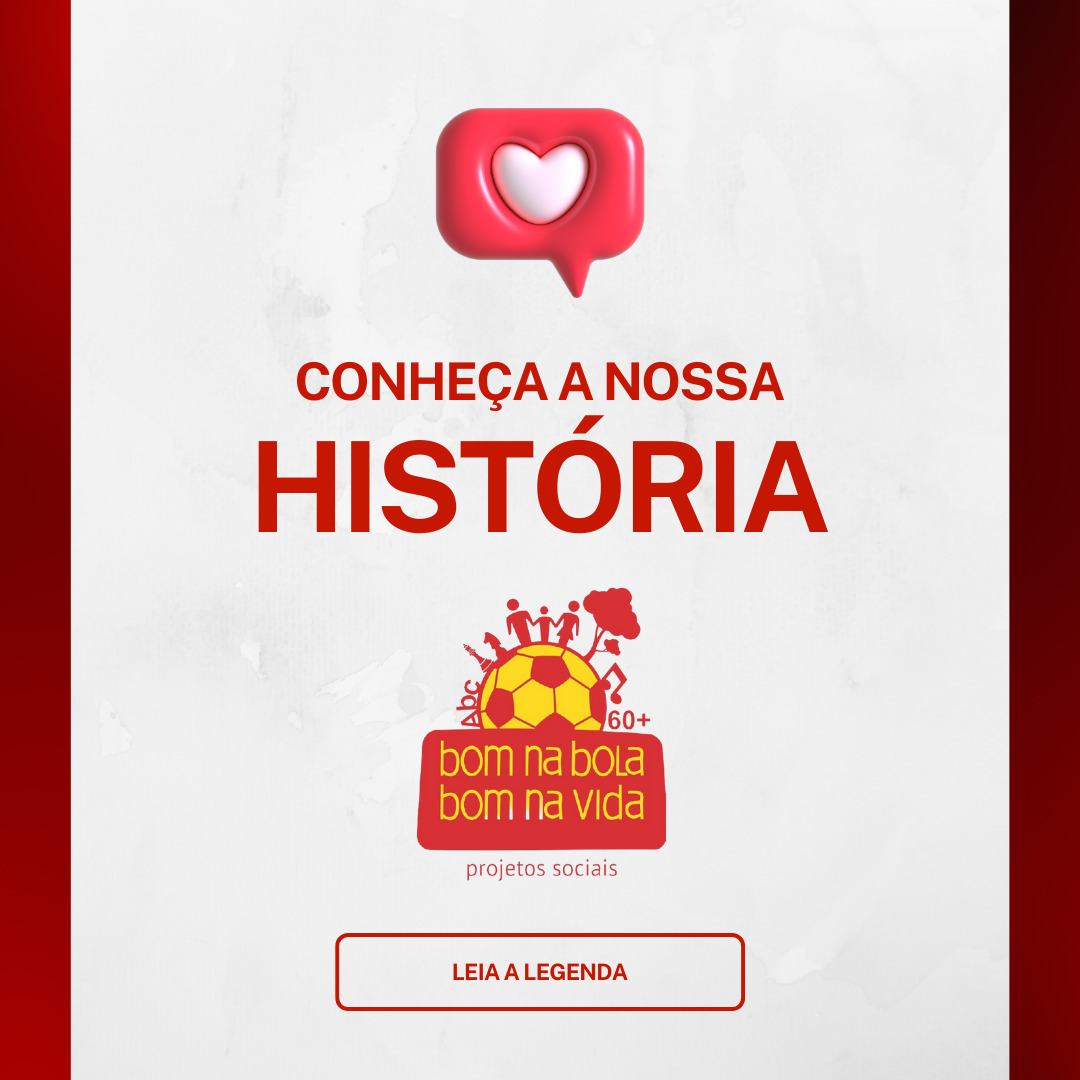 CONHEÇA A NOSSA
HISTÓRIA
Abc
60+
bom na bola
bom na vida
projetos sociais
LEIA A LEGENDA